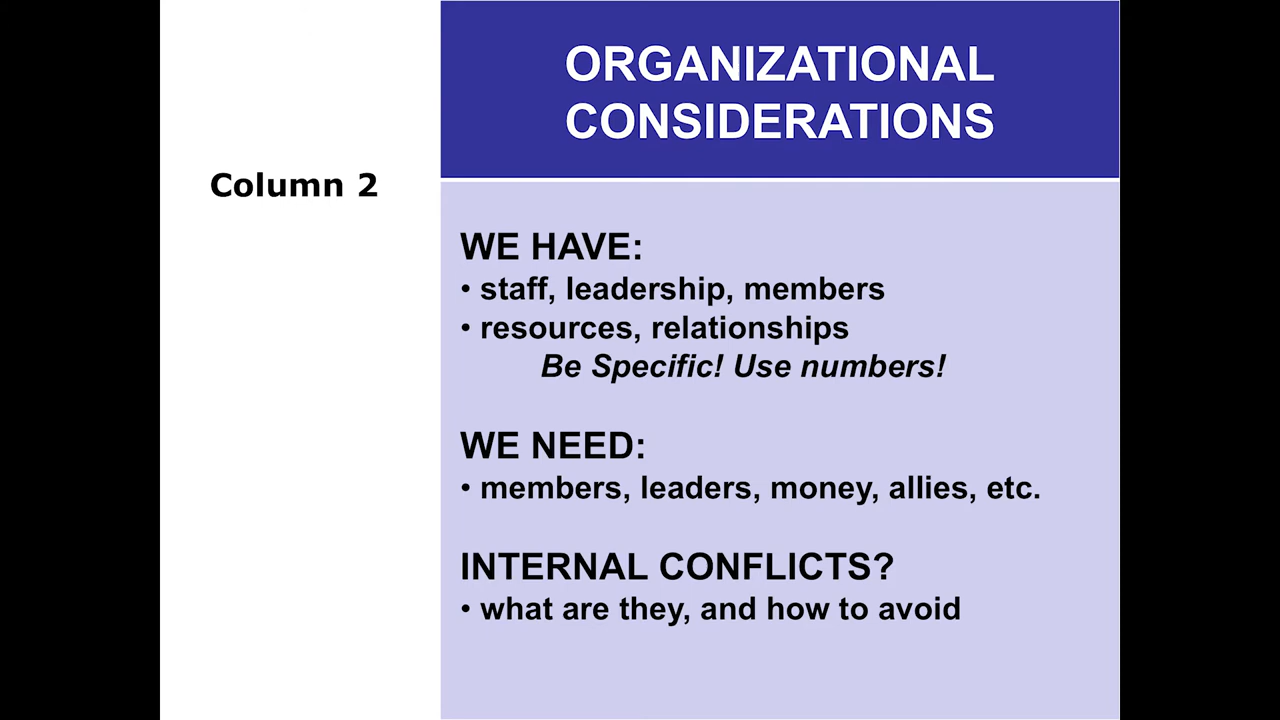 Column 2
ORGANIZATIONAL
CONSIDERATIONS
WE HAVE:
• staff, leadership, members
• resources, relationships
Be Specific! Use numbers!
WE NEED:
• members, leaders, money, allies, etc.
INTERNAL CONFLICTS?
• what are they, and how to avoid